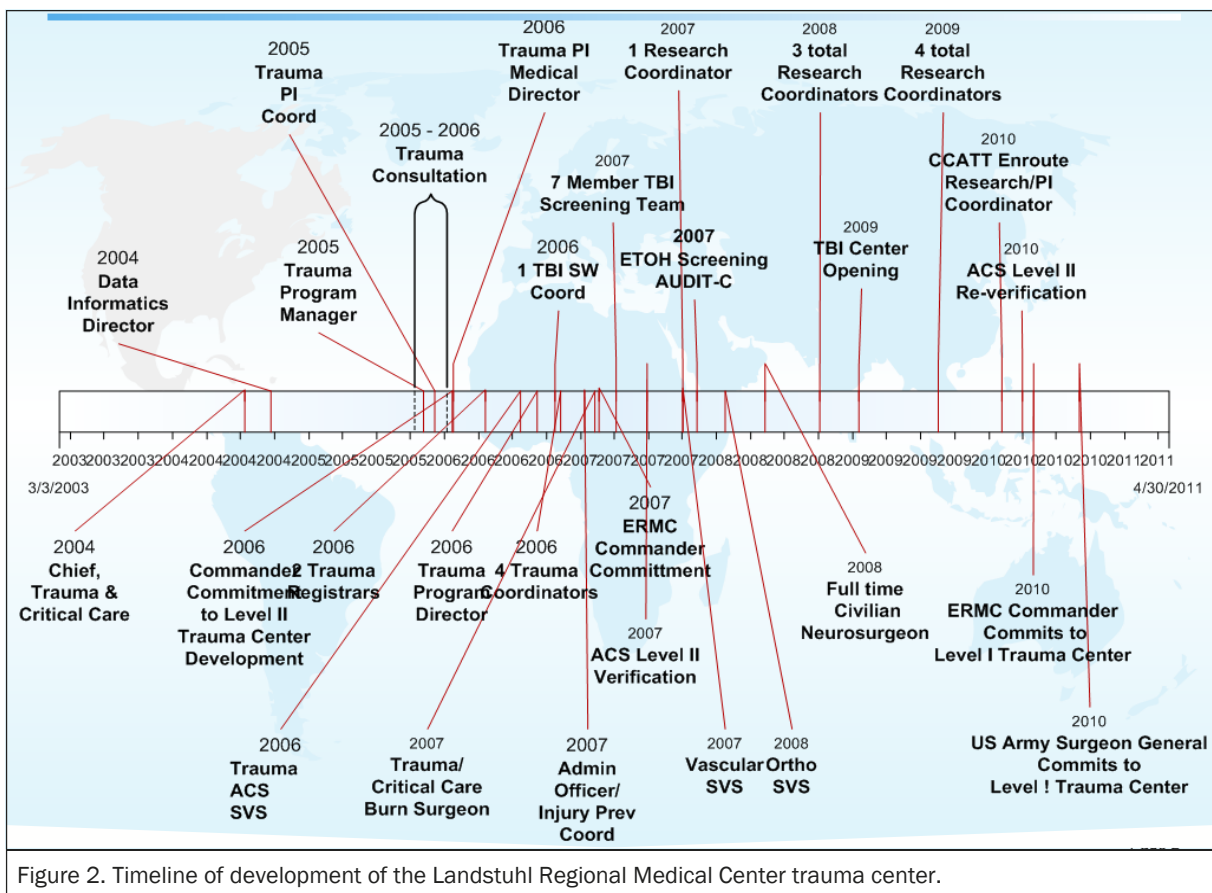 2005
Trauma
PI
Coord
2006
Trauma PI
Medical
Director
2007
1 Research
Coordinator
2008
3 total
Research
Coordinators
2009
4 total
Research
Coordinators
2005 - 2006
Trauma
Consultation
2007
7 Member TBI
Screening Team
2010
CCATT Enroute
Research/PI
Coordinator
2004
Data
Informatics
Director
2005
Trauma
Program
Manager
2006
1 TBI SW
Coord
2007
ETOH Screening
AUDIT-C
2009
TBI Center
Opening
2010
ACS Level II
Re-verification
2003 2003 2003 2004 2004 2004 2004 2005 2005 2005 2005 2006 2006 2006 2006 2007 2007 2007 2007 2008 2008 2008 2008 2009 2009 2009 2009 2010 2010 2010 2010 2011 2011
3/3/2003
4/30/2011
2004
Chief,
Trauma &
Critical Care
2006
Commander
Commitment
to Level II
Trauma Center
Development
2006
2 Trauma
Registrars
2006
Trauma
Program
Director
2006
4 Trauma
Coordinators
2007
ERMC
Commander
Committment
2007
ACS Level II
Verification
2008
Full time
Civilian
Neurosurgeon
2010
ERMC Commander
Commits to
Level I Trauma Center
2006
Trauma
ACS
SVS
2007
Trauma/
Critical Care
Burn Surgeon
2007
Admin
Officer/
Injury Prev
Coord
2007
Vascular
SVS
2008
Ortho
SVS
2010
US Army Surgeon General
Commits to
Level ! Trauma Center
Figure 2. Timeline of development of the Landstuhl Regional Medical Center trauma center.